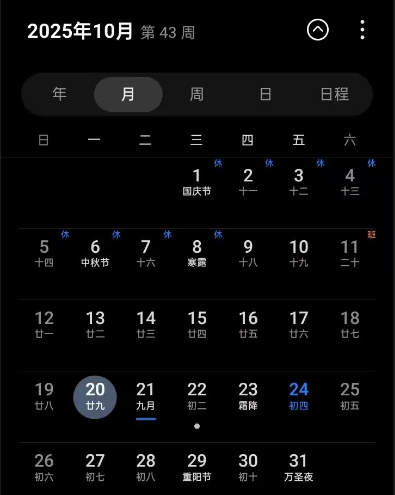 2025年10月 第 43 周
年 月 周 日 日程
日 一 二 三 四 五 六
休 休 休 休
1 2 3 4
国庆节 十一 十二 十三
休 休 休 休 班
5 6 7 8 9 10 11
十四 中秋节 十六 寒露 十八 十九 二十
12 13 14 15 16 17 18
廿一 廿二 廿三 廿四 廿五 廿六 廿七
19 20 21 22 23 24 25
廿八 廿九 九月 初二 霜降 初四 初五
26 27 28 29 30 31
初六 初七 初八 重阳节 初十 万圣夜